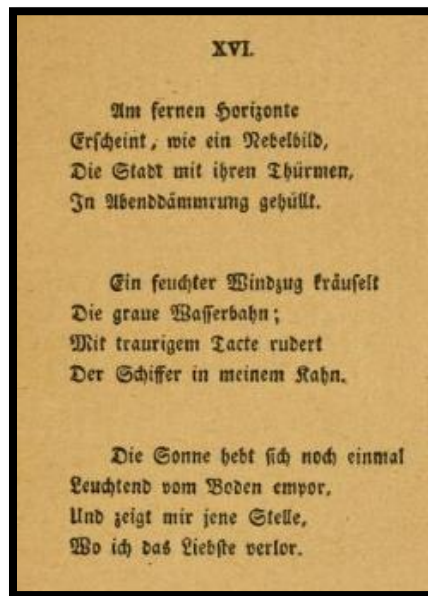 XVI.
Am fernen Horizonte
Erscheint, wie ein Nebelbild,
Die Stadt mit ihren Thürmen,
In Abenddämmrung gehüllt.
Ein feuchter Windzug kräuselt
Die graue Wasserbahn;
Mit traurigem Tacte rudert
Der Schiffer in meinem Kahn.
Die Sonne hebt sich noch einmal
Leuchtend vom Boden empor,
Und zeigt mir jene Stelle,
Wo ich das Liebste verlor.